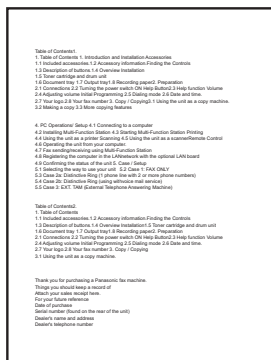 Table of Contents1.
1. Table of Contents 1. Introduction and Installation Accessories
1.1 Included accessories.1.2 Accessory information.Finding the Controls
1.3 Description of buttons.1.4 Overview Installation
1.5 Toner cartridge and drum unit
1.6 Document tray 1.7 Output tray1.8 Recording paper2. Preparation
2.1 Connections 2.2 Turning the power switch ON Help Button2.3 Help function Volume
2.4 Adjusting volume Initial Programming 2.5 Dialing mode 2.6 Date and time.
2.7 Your logo.2.8 Your fax number 3. Copy / Copying3.1 Using the unit as a copy machine.
3.2 Making a copy 3.3 More copying features
4. PC Operations/ Setup 4.1 Connecting to a computer
4.2 Installing Multi-Function Station 4.3 Starting Multi-Function Station Printing
4.4 Using the unit as a printer Scanning 4.5 Using the unit as a scannerRemote Control
4.6 Operating the unit from your computer.
4.7 Fax sending/receiving using Multi-Function Station
4.8 Registering the computer in the LANnetwork with the optional LAN board
4.9 Confirming the status of the unit 5. Case / Setup
5.1 Selecting the way to use your unit 5.2 Case 1: FAX ONLY
5.3 Case 2a: Distinctive Ring (1 phone line with 2 or more phone numbers)
5.4 Case 2b: Distinctive Ring (using withvoice mail service)
5.5 Case 3: EXT. TAM (External Telephone Answering Machine)
Table of Contents2.
1. Table of Contents
1.1 Included accessories.1.2 Accessory information.Finding the Controls
1.3 Description of buttons.1.4 Overview Installation1.5 Toner cartridge and drum unit
1.6 Document tray 1.7 Output tray1.8 Recording paper2. Preparation
2.1 Connections 2.2 Turning the power switch ON Help Button2.3 Help function Volume
2.4 Adjusting volume Initial Programming 2.5 Dialing mode 2.6 Date and time.
2.7 Your logo.2.8 Your fax number 3. Copy / Copying
3.1 Using the unit as a copy machine.
Thank you for purchasing a Panasonic fax machine.
Things you should keep a record of
Attach your sales receipt here.
For your future reference
Date of purchase
Serial number (found on the rear of the unit)
Dealer's name and address
Dealer's telephone number